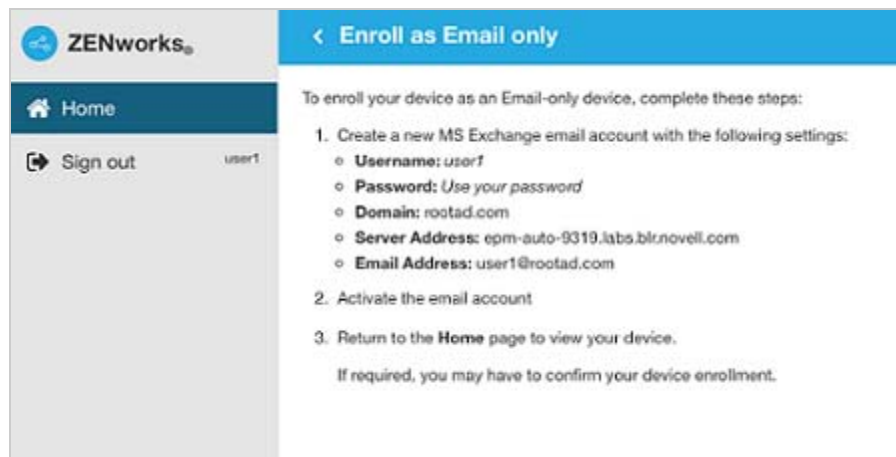 ZENworks®
Home
Sign out user1
< Enroll as Email only
To enroll your device as an Email-only device, complete these steps:
1. Create a new MS Exchange email account with the following settings:
Username: user1
Password: Use your password
Domain: rootad.com
Server Address: epm-auto-9319.labs.blr.novell.com
Email Address: user1@rootad.com
2. Activate the email account
3. Return to the Home page to view your device.
If required, you may have to confirm your device enrollment.